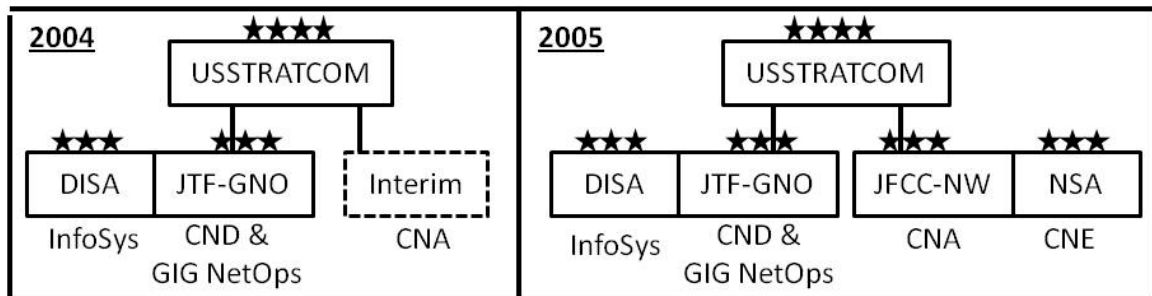 2004
★★★★
USSTRATCOM
★★★ ★★★
DISA JTF-GNO Interim
InfoSys CND & CNA
GIG NetOps
2005
★★★★
USSTRATCOM
★★★ ★★★ ★★★ ★★★
DISA JTF-GNO JFCC-NW NSA
InfoSys CND & CNA CNE
GIG NetOps